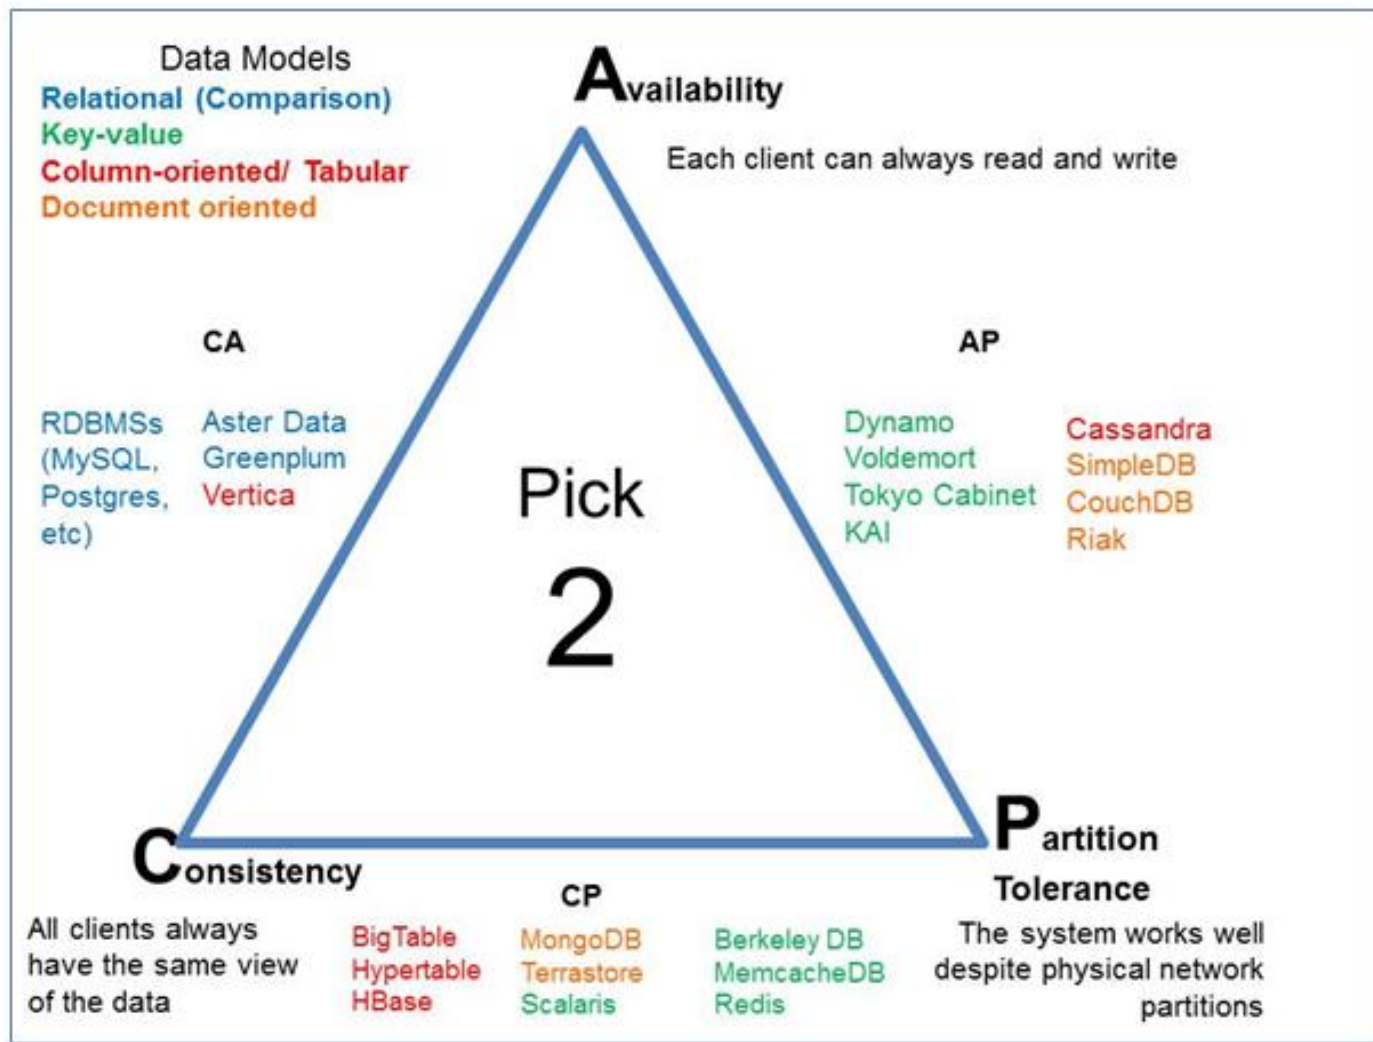 Data Models
Relational (Comparison)
Key-value
Column-oriented/ Tabular
Document oriented
Availability
Each client can always read and write
CA
RDBMSs
(MySQL,
Postgres,
etc)
Aster Data
Greenplum
Vertica
Pick
2
AP
Dynamo
Voldemort
Tokyo Cabinet
KAI
Cassandra
SimpleDB
CouchDB
Riak
Consistency
All clients always
have the same view
of the data
CP
BigTable
Hypertable
HBase
MongoDB
Terrastore
Scalaris
Berkeley DB
MemcacheDB
Redis
Partition
Tolerance
The system works well
despite physical network
partitions